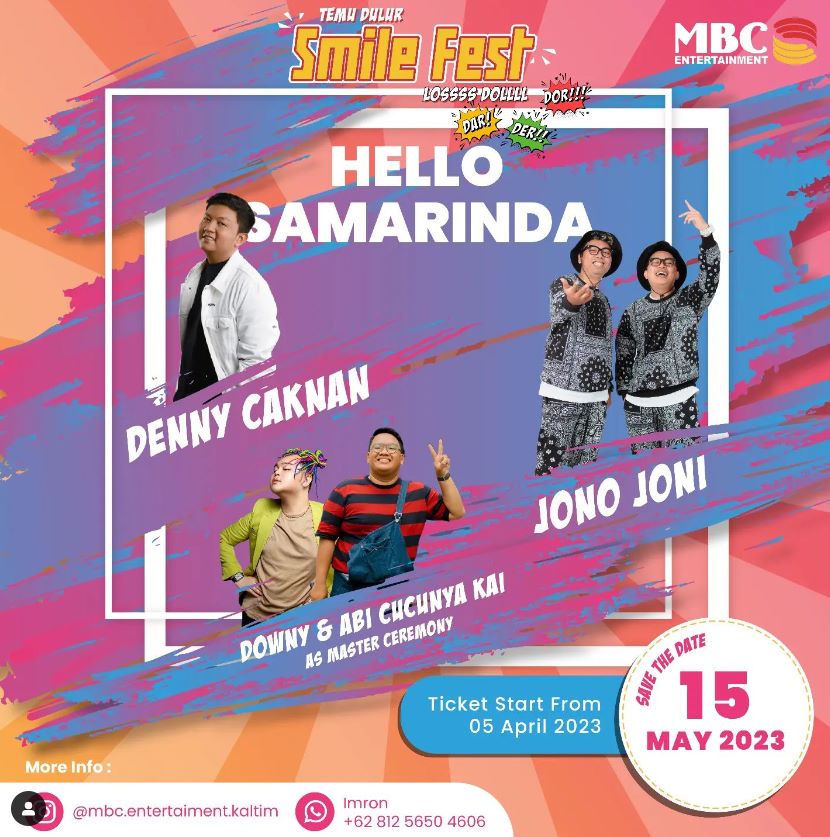 TEMU DULUR
Smile Fest
LOSSSS DOLLLL
DAR!
DER!!
DOR!!!
MBC
ENTERTAINMENT
HELLO
SAMARINDA
DENNY CAKNAN
JONO JONI
DOWNY & ABI CUCUNYA KAI
AS MASTER CEREMONY
Ticket Start From
05 April 2023
SAVE THE DATE
15
MAY 2023
More Info :
@mbc.entertaiment.kaltim
Imron
+62 812 5650 4606